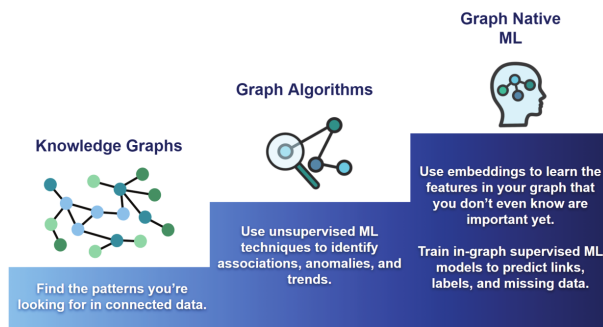 Knowledge Graphs
Find the patterns you're
looking for in connected data.
Graph Algorithms
Use unsupervised ML
techniques to identify
associations, anomalies, and
trends.
Graph Native
ML
Use embeddings to learn the
features in your graph that
you don't even know are
important yet.
Train in-graph supervised ML
models to predict links,
labels, and missing data.